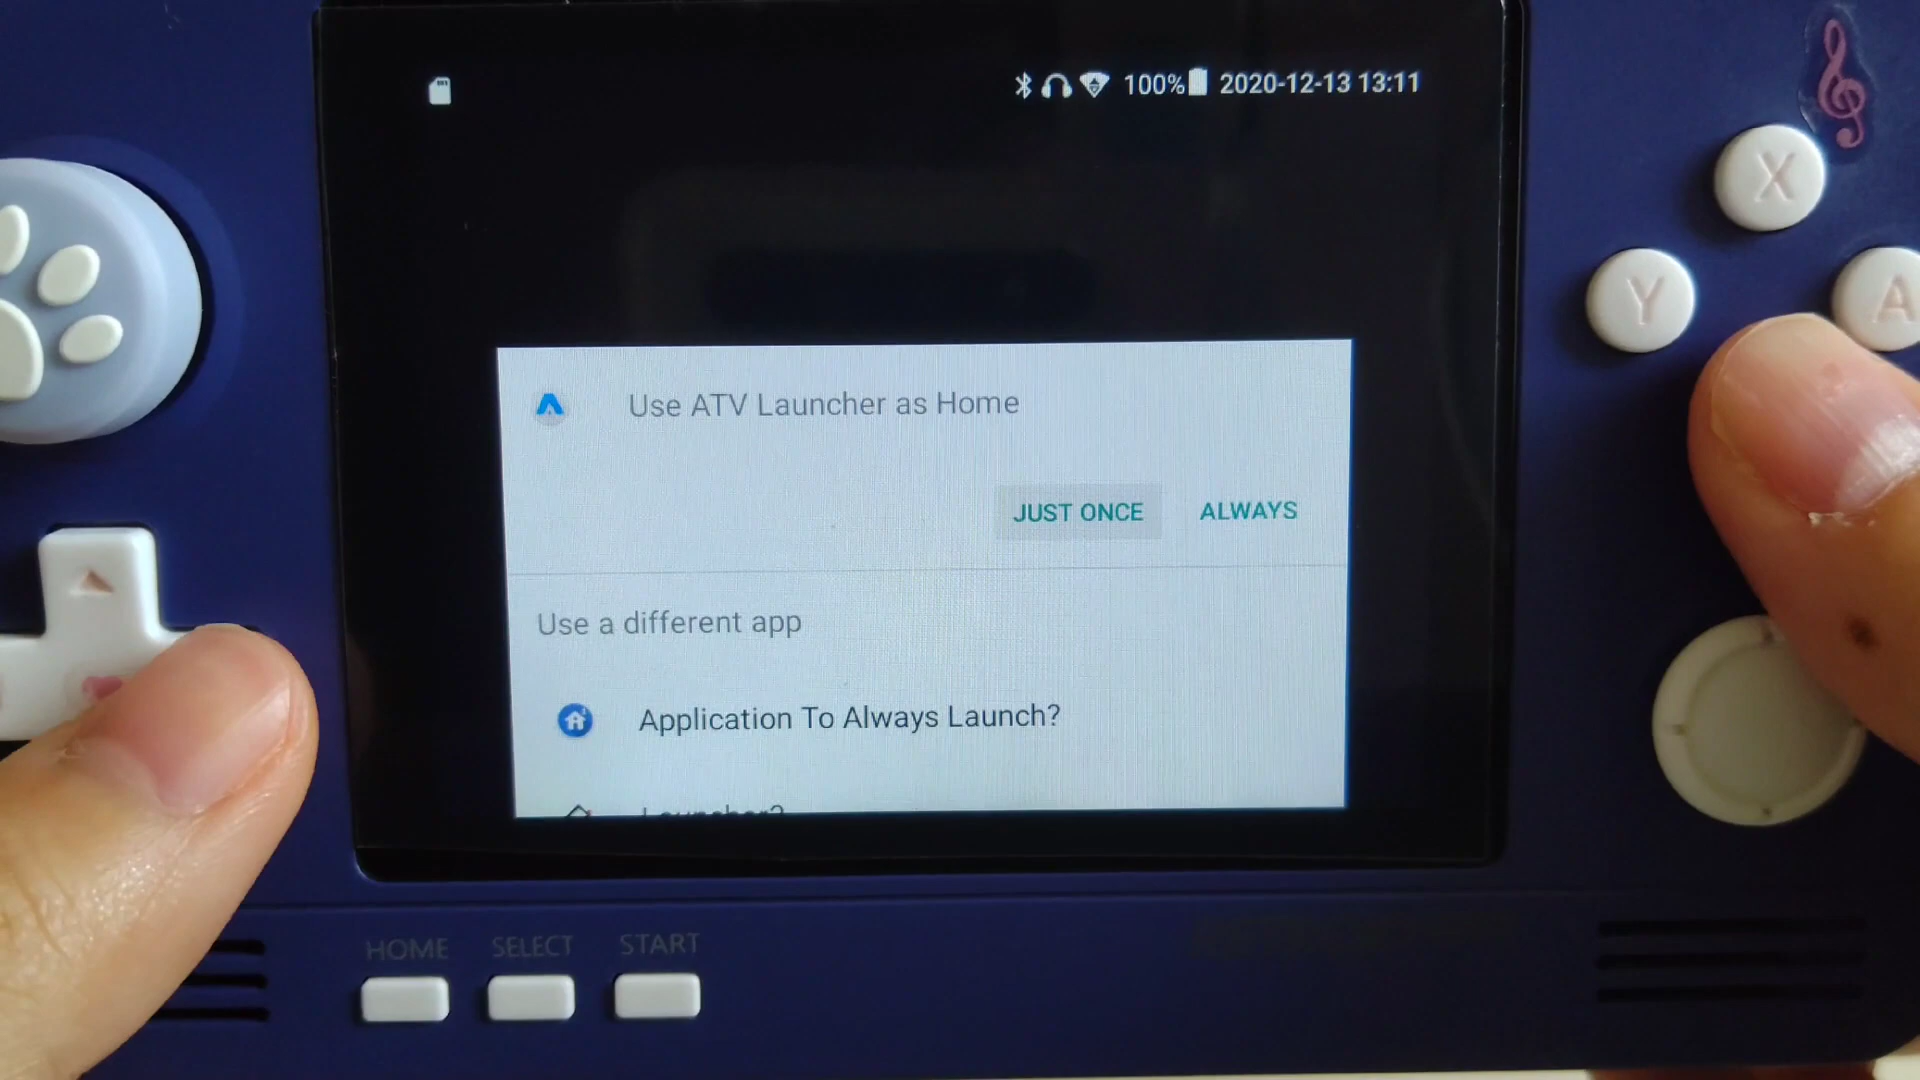 100% 2020-12-13 13:11
X
Y
A
Use ATV Launcher as Home
JUST ONCE ALWAYS
Use a different app
Application To Always Launch?
Launcher?
HOME SELECT START